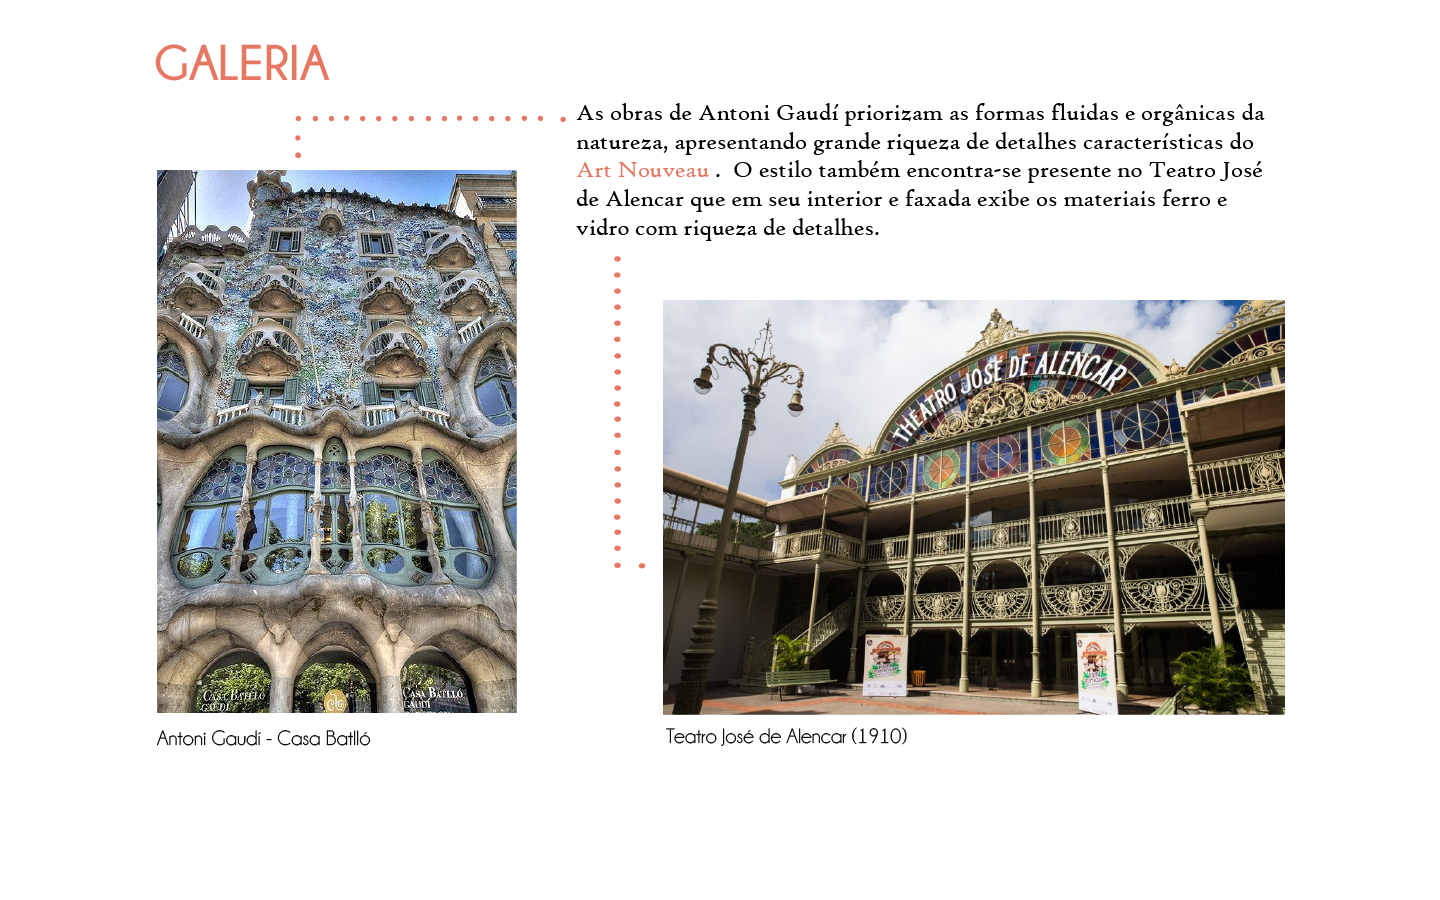 GALERIA
As obras de Antoni Gaudí priorizam as formas fluidas e orgânicas da
natureza, apresentando grande riqueza de detalhes características do
Art Nouveau .  O estilo também encontra-se presente no Teatro José
de Alencar que em seu interior e faxada exibe os materiais ferro e
vidro com riqueza de detalhes.
THEATRO JOSÉ DE ALENCAR
CASA BATLLÓ
GAUDÍ
CASA BATLLÓ
GAUDÍ
Antoni Gaudí - Casa Batlló
Teatro José de Alencar (1910)